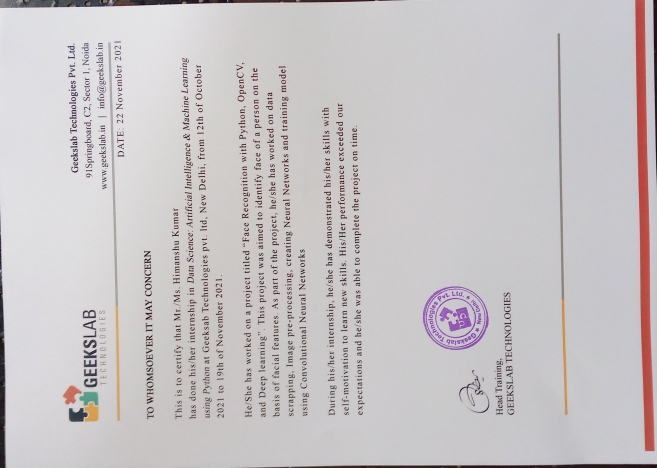 GEEKSLAB
TECHNOLOGIES
Geekslab Technologies Pvt. Ltd.
91Springboard, C2, Sector 1, Noida
www.geekslab.in | info@geekslab.in
DATE: 22 November 2021
TO WHOMSOEVER IT MAY CONCERN
This is to certify that Mr./Ms. Himanshu Kumar
has done his/her internship in Data Science: Artificial Intelligence & Machine Learning
using Python at Geeksab Technologies pvt. ltd, New Delhi, from 12th of October
2021 to 19th of November 2021.
He/She has worked on a project titled “Face Recognition with Python, OpenCV,
and Deep learning”. This project was aimed to identify face of a person on the
basis of facial features. As part of the project, he/she has worked on data
scrapping, Image pre-processing, creating Neural Networks and training model
using Convolutional Neural Networks
During his/her internship, he/she has demonstrated his/her skills with
self-motivation to learn new skills. His/Her performance exceeded our
expectations and he/she was able to complete the project on time.
Geekslab Technologies Pvt. Ltd.
New Delhi
Head Training,
GEEKSLAB TECHNOLOGIES